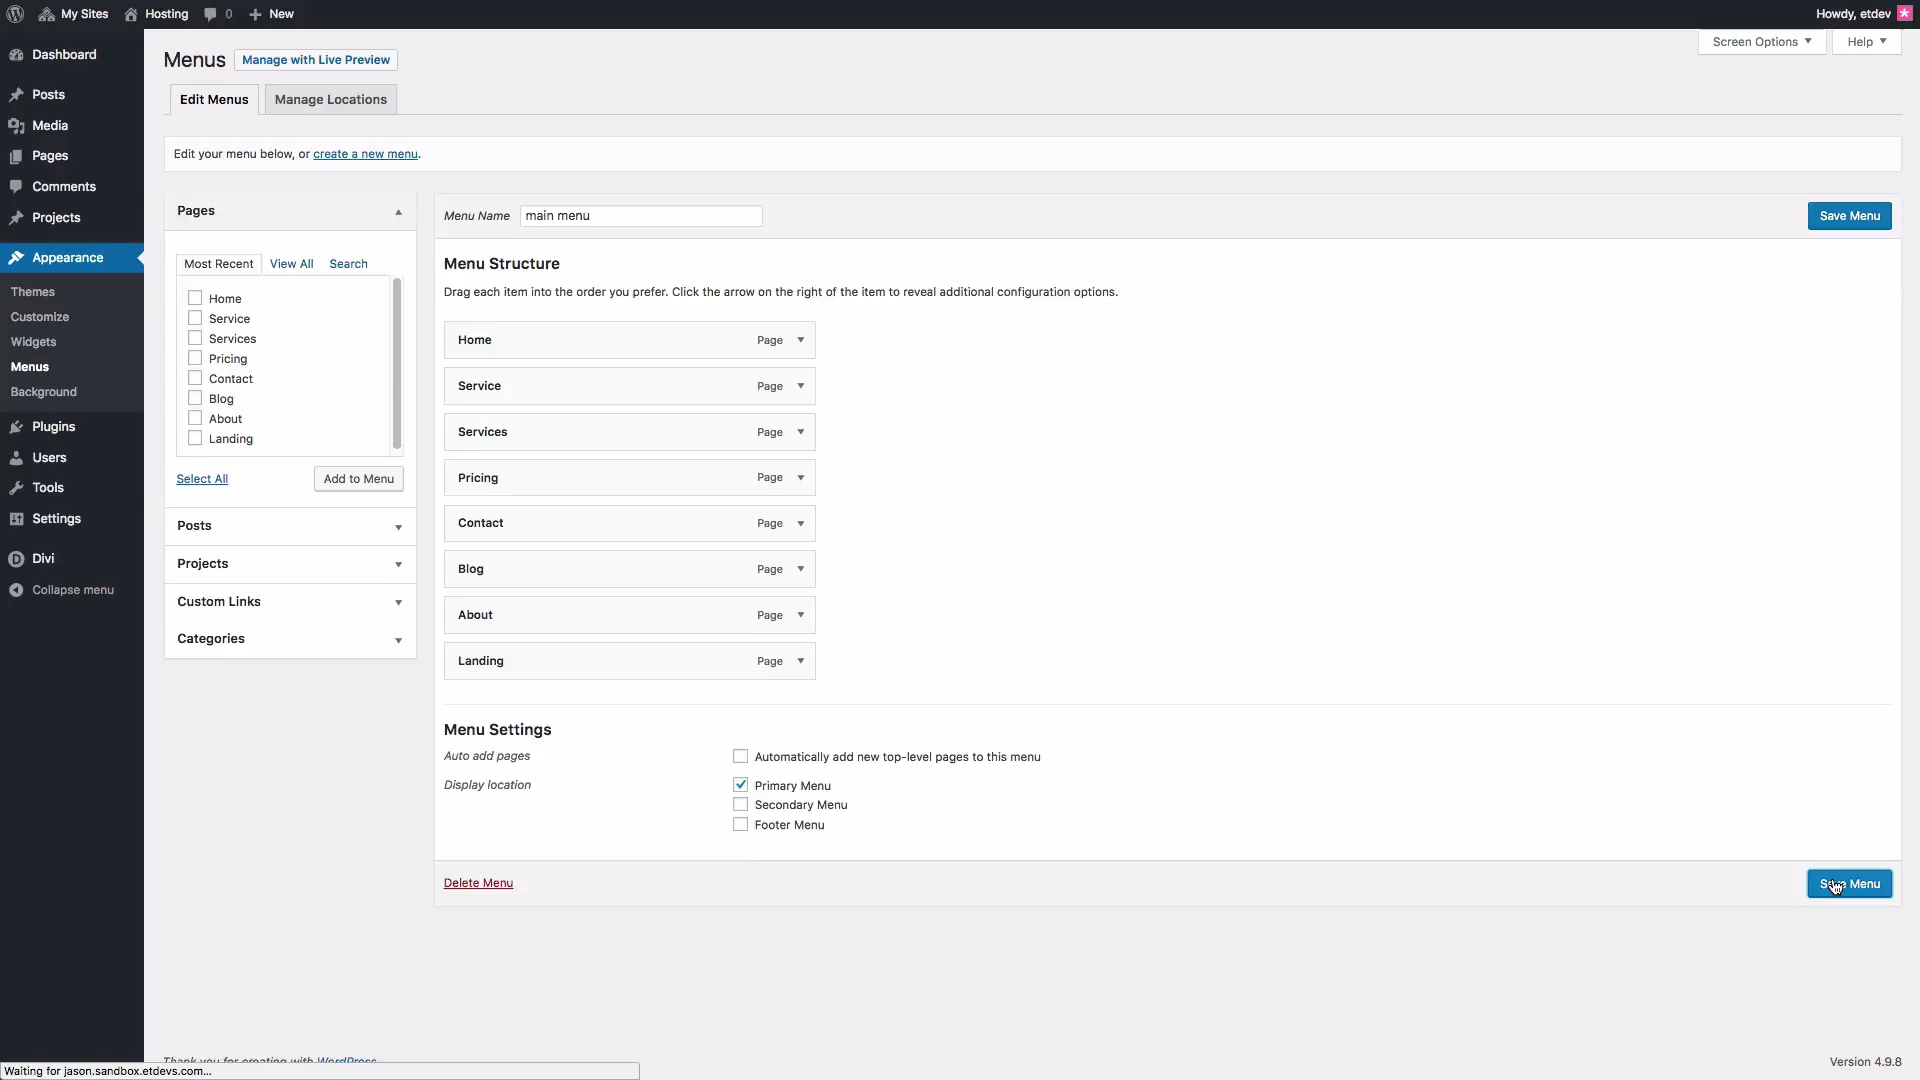 My Sites
Hosting
0
New
Howdy, etdev
Screen Options
Help
Dashboard
Posts
Media
Pages
Comments
Projects
Appearance
Themes
Customize
Widgets
Menus
Background
Plugins
Users
Tools
Settings
Divi
Collapse menu
Menus
Manage with Live Preview
Edit Menus
Manage Locations
Edit your menu below, or create a new menu.
Pages
Most Recent
View All
Search
Home
Service
Services
Pricing
Contact
Blog
About
Landing
Select All
Add to Menu
Posts
Projects
Custom Links
Categories
Menu Name
main menu
Save Menu
Menu Structure
Drag each item into the order you prefer. Click the arrow on the right of the item to reveal additional configuration options.
Home Page
Service Page
Services Page
Pricing Page
Contact Page
Blog Page
About Page
Landing Page
Menu Settings
Auto add pages
Automatically add new top-level pages to this menu
Display location
Primary Menu
Secondary Menu
Footer Menu
Delete Menu
Save Menu
Thank you for creating with WordPress
Version 4.9.8
Waiting for jason.sandbox.etdevs.com...